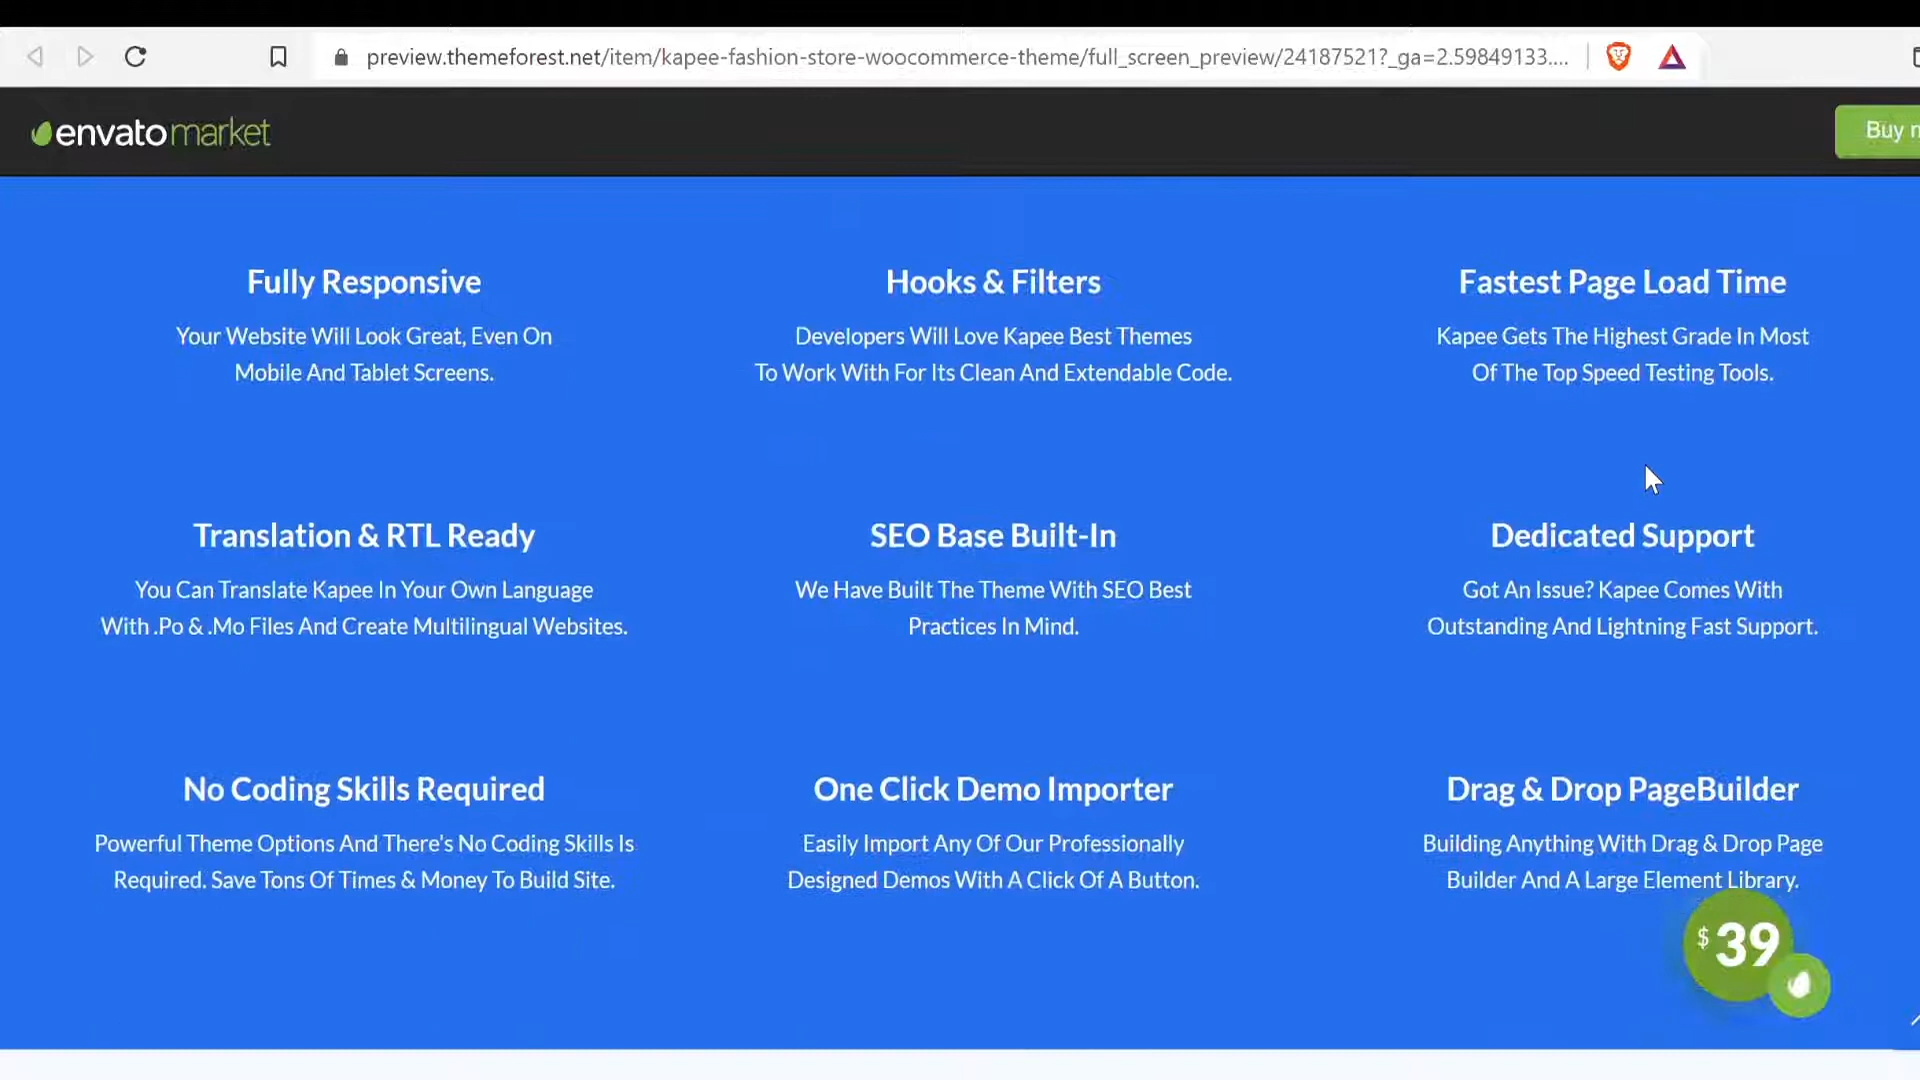 preview.themeforest.net/item/kapee-fashion-store-woocommerce-theme/full_screen_preview/24187521?_ga=2.59849133....
envatomarket
Buy
Fully Responsive
Your Website Will Look Great, Even On
Mobile And Tablet Screens.
Hooks & Filters
Developers Will Love Kapee Best Themes
To Work With For Its Clean And Extendable Code.
Fastest Page Load Time
Kapee Gets The Highest Grade In Most
Of The Top Speed Testing Tools.
Translation & RTL Ready
You Can Translate Kapee In Your Own Language
With .Po & .Mo Files And Create Multilingual Websites.
SEO Base Built-In
We Have Built The Theme With SEO Best
Practices In Mind.
Dedicated Support
Got An Issue? Kapee Comes With
Outstanding And Lightning Fast Support.
No Coding Skills Required
Powerful Theme Options And There's No Coding Skills Is
Required. Save Tons Of Times & Money To Build Site.
One Click Demo Importer
Easily Import Any Of Our Professionally
Designed Demos With A Click Of A Button.
Drag & Drop PageBuilder
Building Anything With Drag & Drop Page
Builder And A Large Element Library.
$39